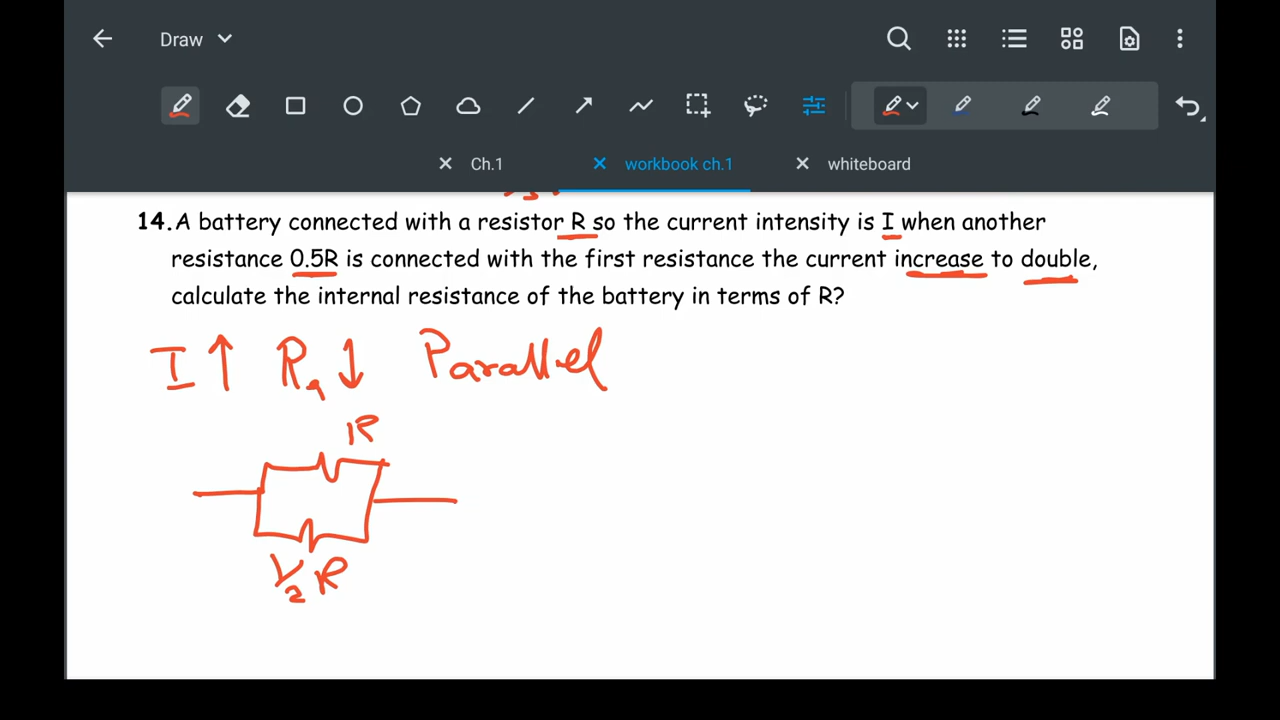 Draw
Ch.1 workbook ch.1 whiteboard
14. A battery connected with a resistor R so the current intensity is I when another
resistance 0.5R is connected with the first resistance the current increase to double,
calculate the internal resistance of the battery in terms of R?
I ↑ Rq ↓ Parallel
R
1/2 R